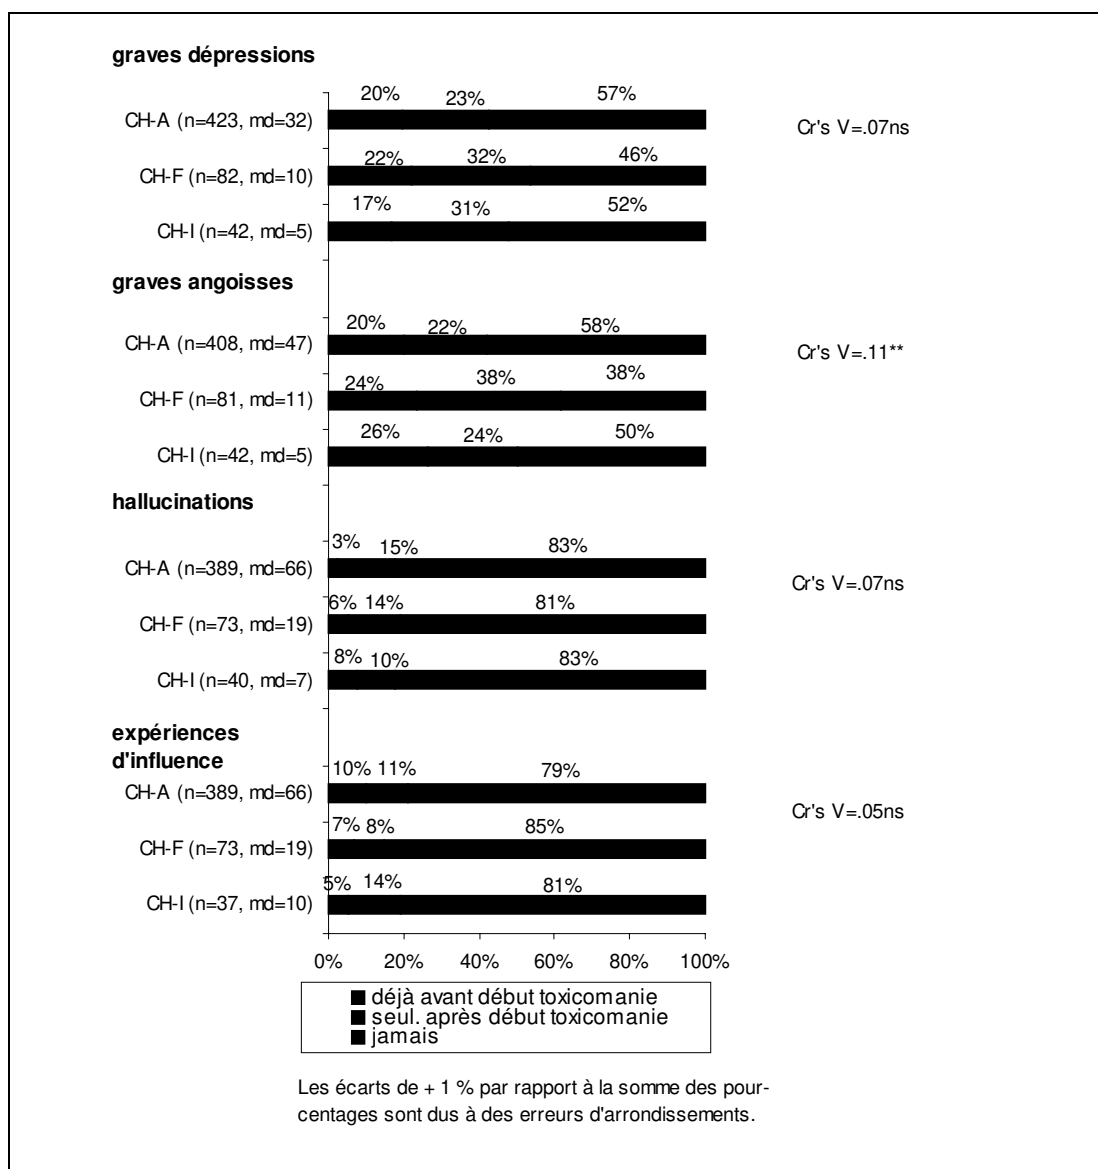 graves dépressions
20% 23% 57%
CH-A (n=423, md=32)
Cr's V=.07ns
22% 32% 46%
CH-F (n=82, md=10)
17% 31% 52%
CH-I (n=42, md=5)
graves angoisses
20% 22% 58%
CH-A (n=408, md=47)
Cr's V=.11**
24% 38% 38%
CH-F (n=81, md=11)
26% 24% 50%
CH-I (n=42, md=5)
hallucinations
3% 15% 83%
CH-A (n=389, md=66)
Cr's V=.07ns
6% 14% 81%
CH-F (n=73, md=19)
8% 10% 83%
CH-I (n=40, md=7)
expériences
d'influence
10% 11% 79%
CH-A (n=389, md=66)
Cr's V=.05ns
7% 8% 85%
CH-F (n=73, md=19)
5% 14% 81%
CH-I (n=37, md=10)
0% 20% 40% 60% 80% 100%
déjà avant début toxicomanie
seul. après début toxicomanie
jamais
Les écarts de + 1 % par rapport à la somme des pour-
centages sont dus à des erreurs d'arrondissements.